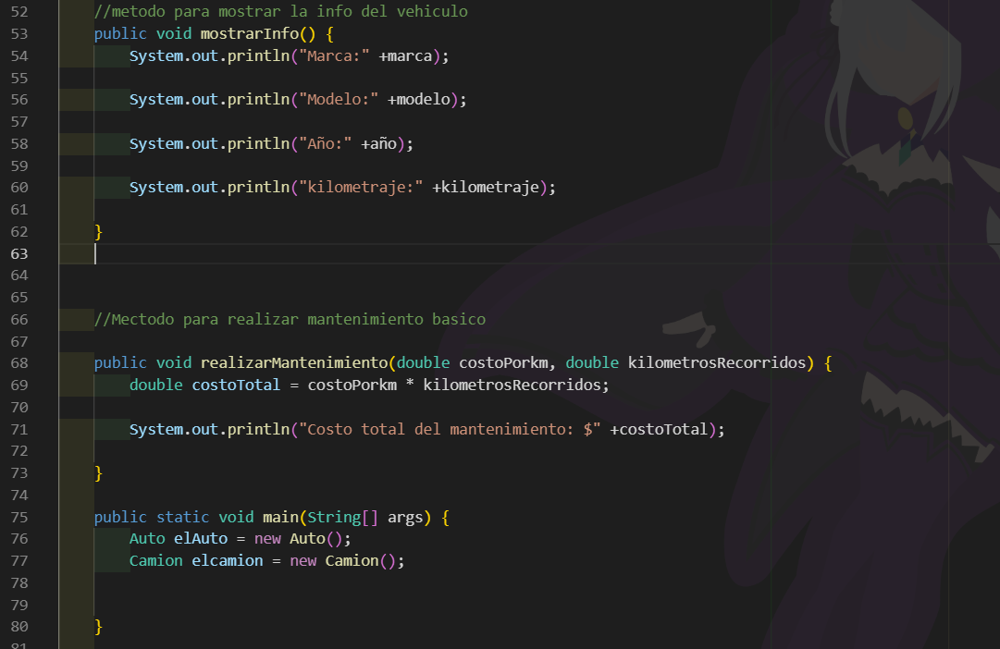 52 //metodo para mostrar la info del vehiculo
53 public void mostrarInfo() {
54 System.out.println("Marca:" +marca);
55
56 System.out.println("Modelo:" +modelo);
57
58 System.out.println("Año:" +año);
59
60 System.out.println("kilometraje:" +kilometraje);
61
62 }
63
64
65
66 //Mectodo para realizar mantenimiento basico
67
68 public void realizarMantenimiento(double costoPorkm, double kilometrosRecorridos) {
69 double costoTotal = costoPorkm * kilometrosRecorridos;
70
71 System.out.println("Costo total del mantenimiento: $" +costoTotal);
72
73 }
74
75 public static void main(String[] args) {
76 Auto elAuto = new Auto();
77 Camion elcamion = new Camion();
78
79
80 }
81